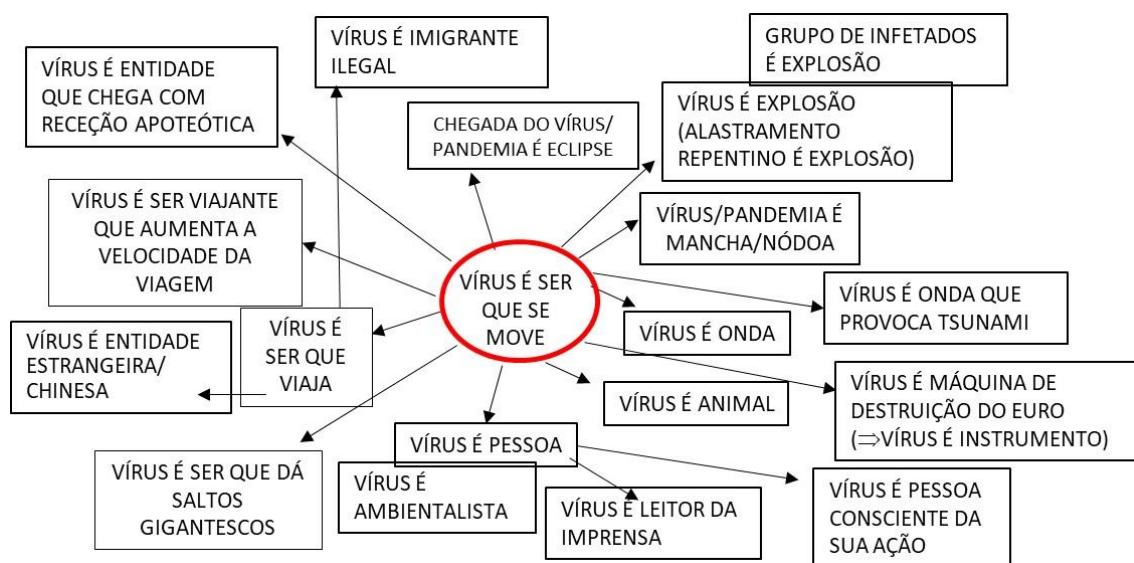 VÍRUS É ENTIDADE
QUE CHEGA COM
RECEÇÃO APOTEÓTICA
VÍRUS É IMIGRANTE
ILEGAL
GRUPO DE INFETADOS
É EXPLOSÃO
CHEGADA DO VÍRUS/
PANDEMIA É ECLIPSE
VÍRUS É EXPLOSÃO
(ALASTRAMENTO
REPENTINO É EXPLOSÃO)
VÍRUS É SER VIAJANTE
QUE AUMENTA A
VELOCIDADE DA
VIAGEM
VÍRUS/PANDEMIA É
MANCHA/NÓDOA
VÍRUS É SER
QUE SE
MOVE
VÍRUS É ONDA QUE
PROVOCA TSUNAMI
VÍRUS É ENTIDADE
ESTRANGEIRA/
CHINESA
VÍRUS É
SER QUE
VIAJA
VÍRUS É ONDA
VÍRUS É MÁQUINA DE
DESTRUIÇÃO DO EURO
(⇒VÍRUS É INSTRUMENTO)
VÍRUS É ANIMAL
VÍRUS É SER QUE DÁ
SALTOS
GIGANTESCOS
VÍRUS É PESSOA
VÍRUS É
AMBIENTALISTA
VÍRUS É LEITOR DA
IMPRENSA
VÍRUS É PESSOA
CONSCIENTE DA
SUA AÇÃO